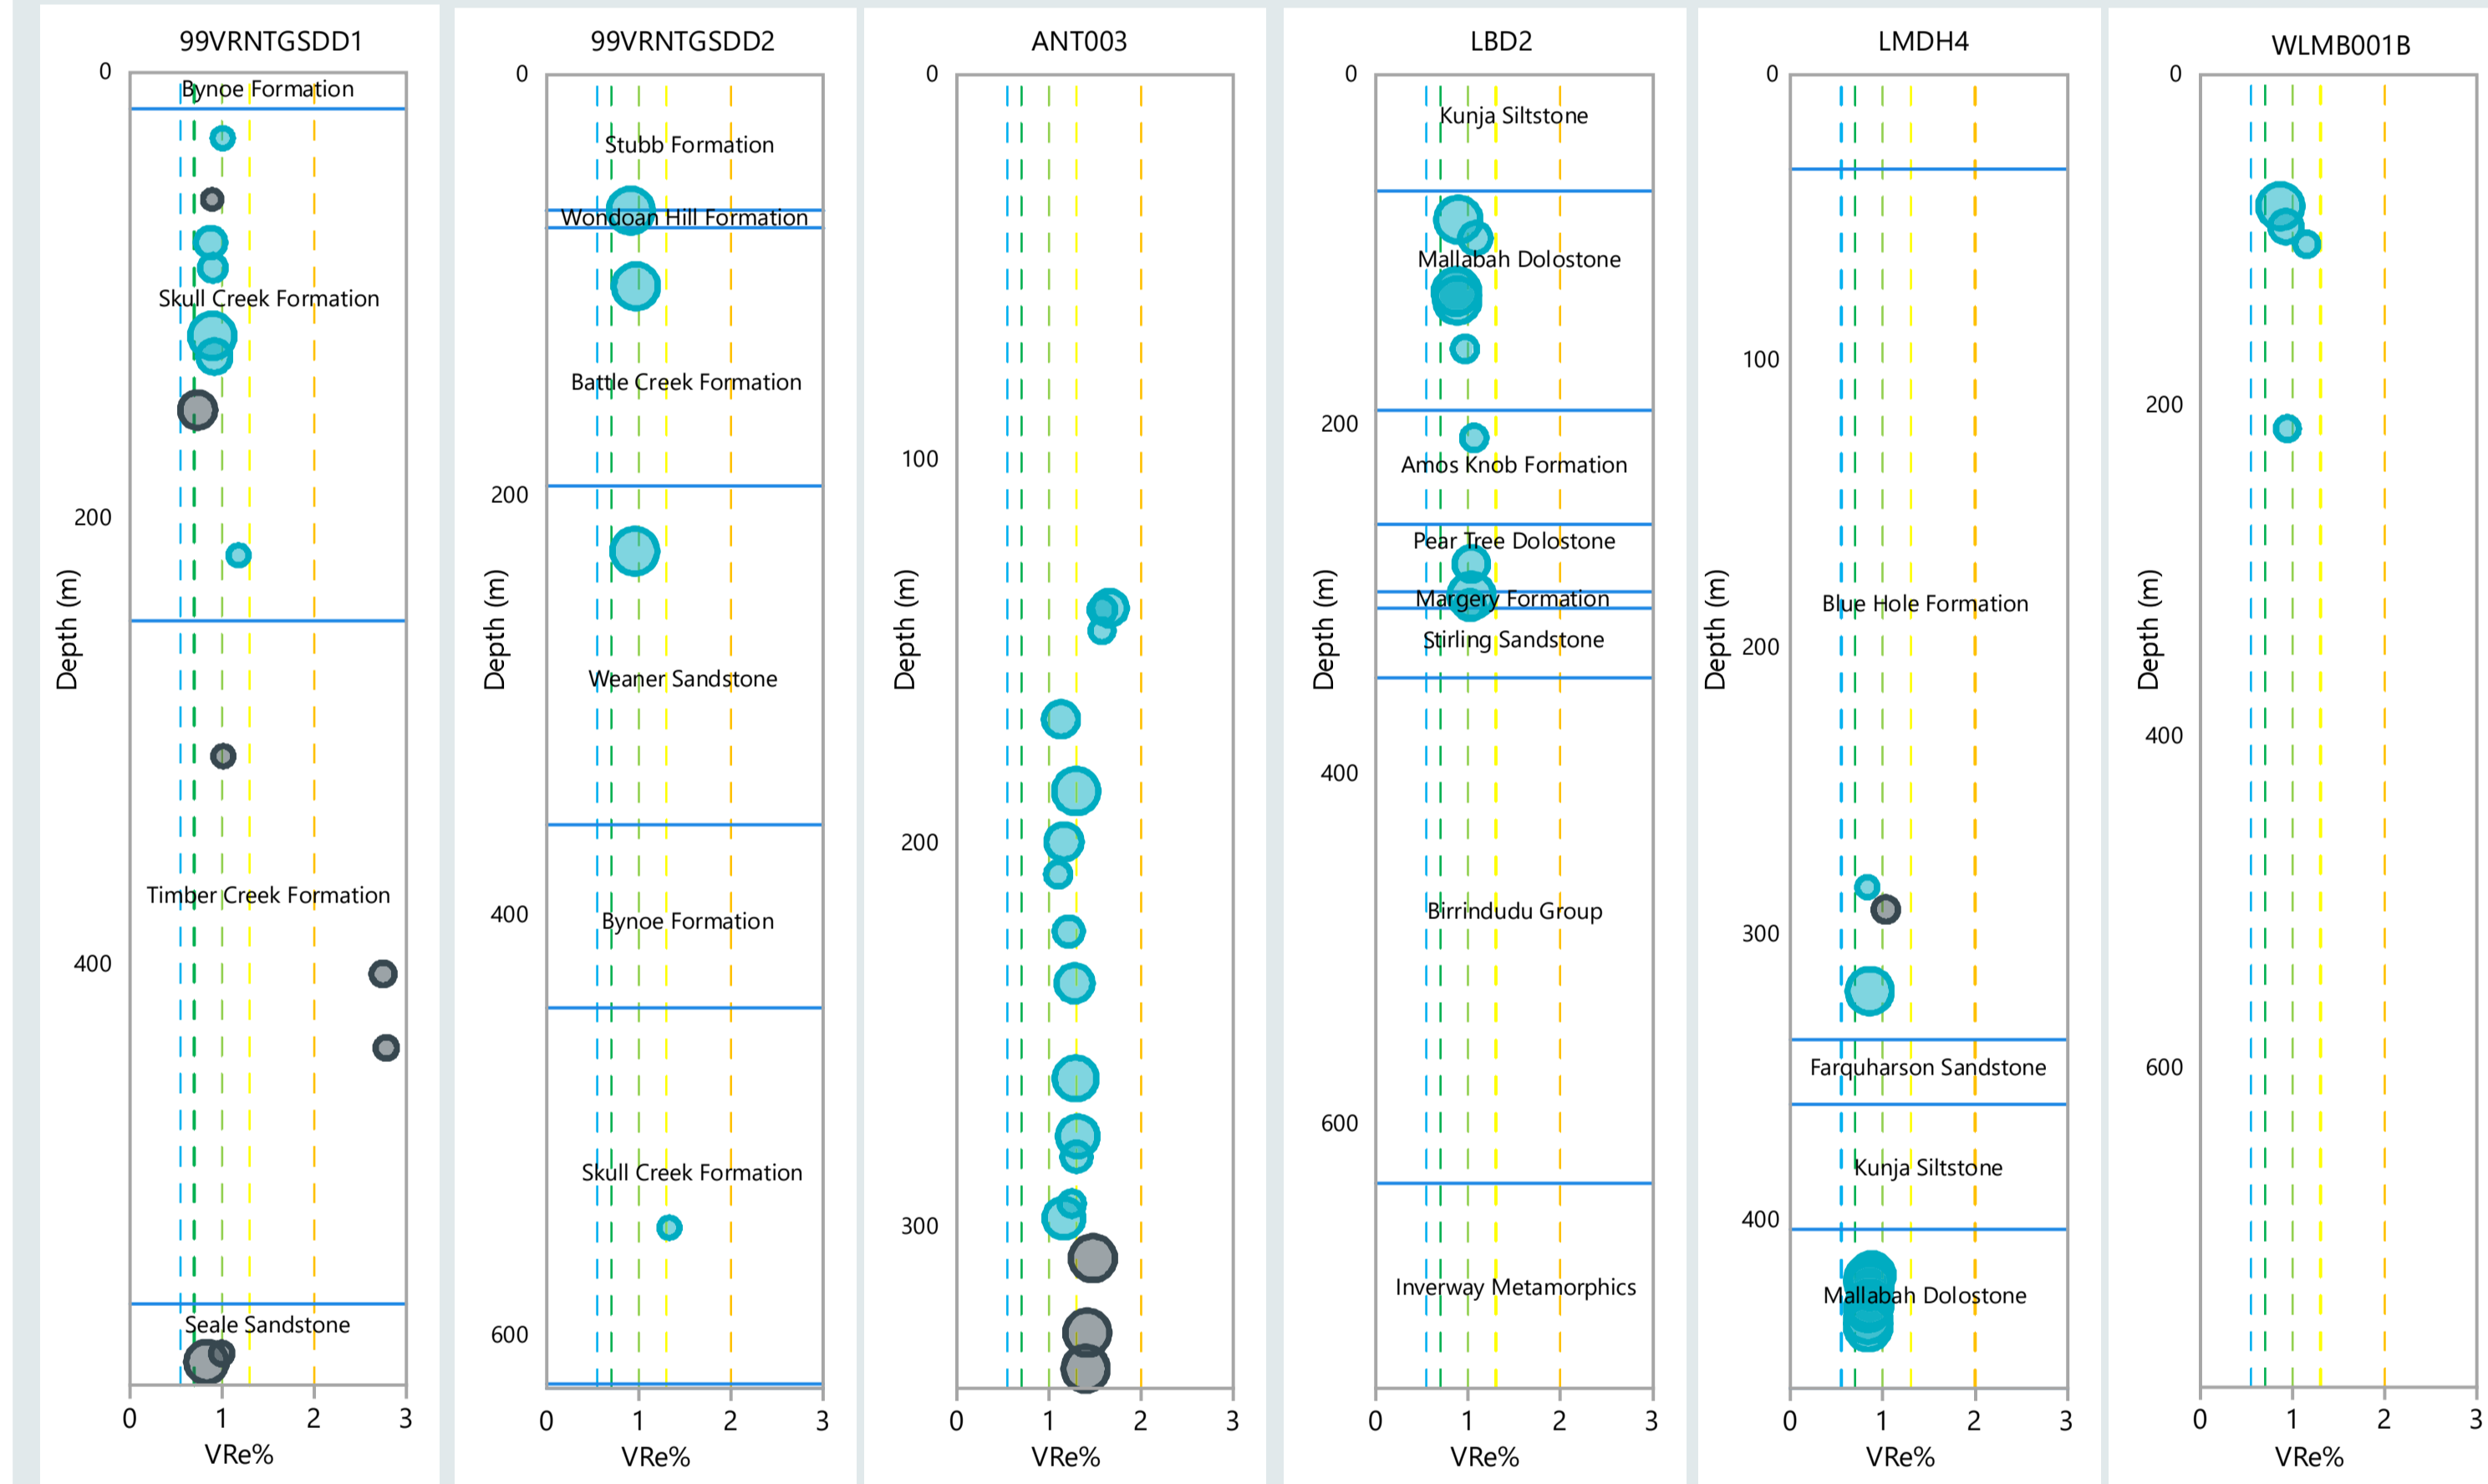 99VRNTGSDD1
0
Bynoe Formation
Skull Creek Formation
200
Depth (m)
Timber Creek Formation
400
Seale Sandstone
0 1 2 3
VRe%
99VRNTGSDD2
0
Stubb Formation
Wondoan Hill Formation
Battle Creek Formation
200
Depth (m)
Weaner Sandstone
400
Bynoe Formation
Skull Creek Formation
600
0 1 2 3
VRe%
ANT003
0
100
Depth (m)
200
300
0 1 2 3
VRe%
LBD2
0
Kunja Siltstone
Mallabah Dolostone
200
Amos Knob Formation
Pear Tree Dolostone
Margery Formation
Depth (m)
Stirling Sandstone
400
Birrindudu Group
600
Inverway Metamorphics
0 1 2 3
VRe%
LMDH4
0
100
Blue Hole Formation
Depth (m)
200
300
Farquharson Sandstone
Kunja Siltstone
400
Mallabah Dolostone
0 1 2 3
VRe%
WLMB001B
0
200
Depth (m)
400
600
0 1 2 3
VRe%